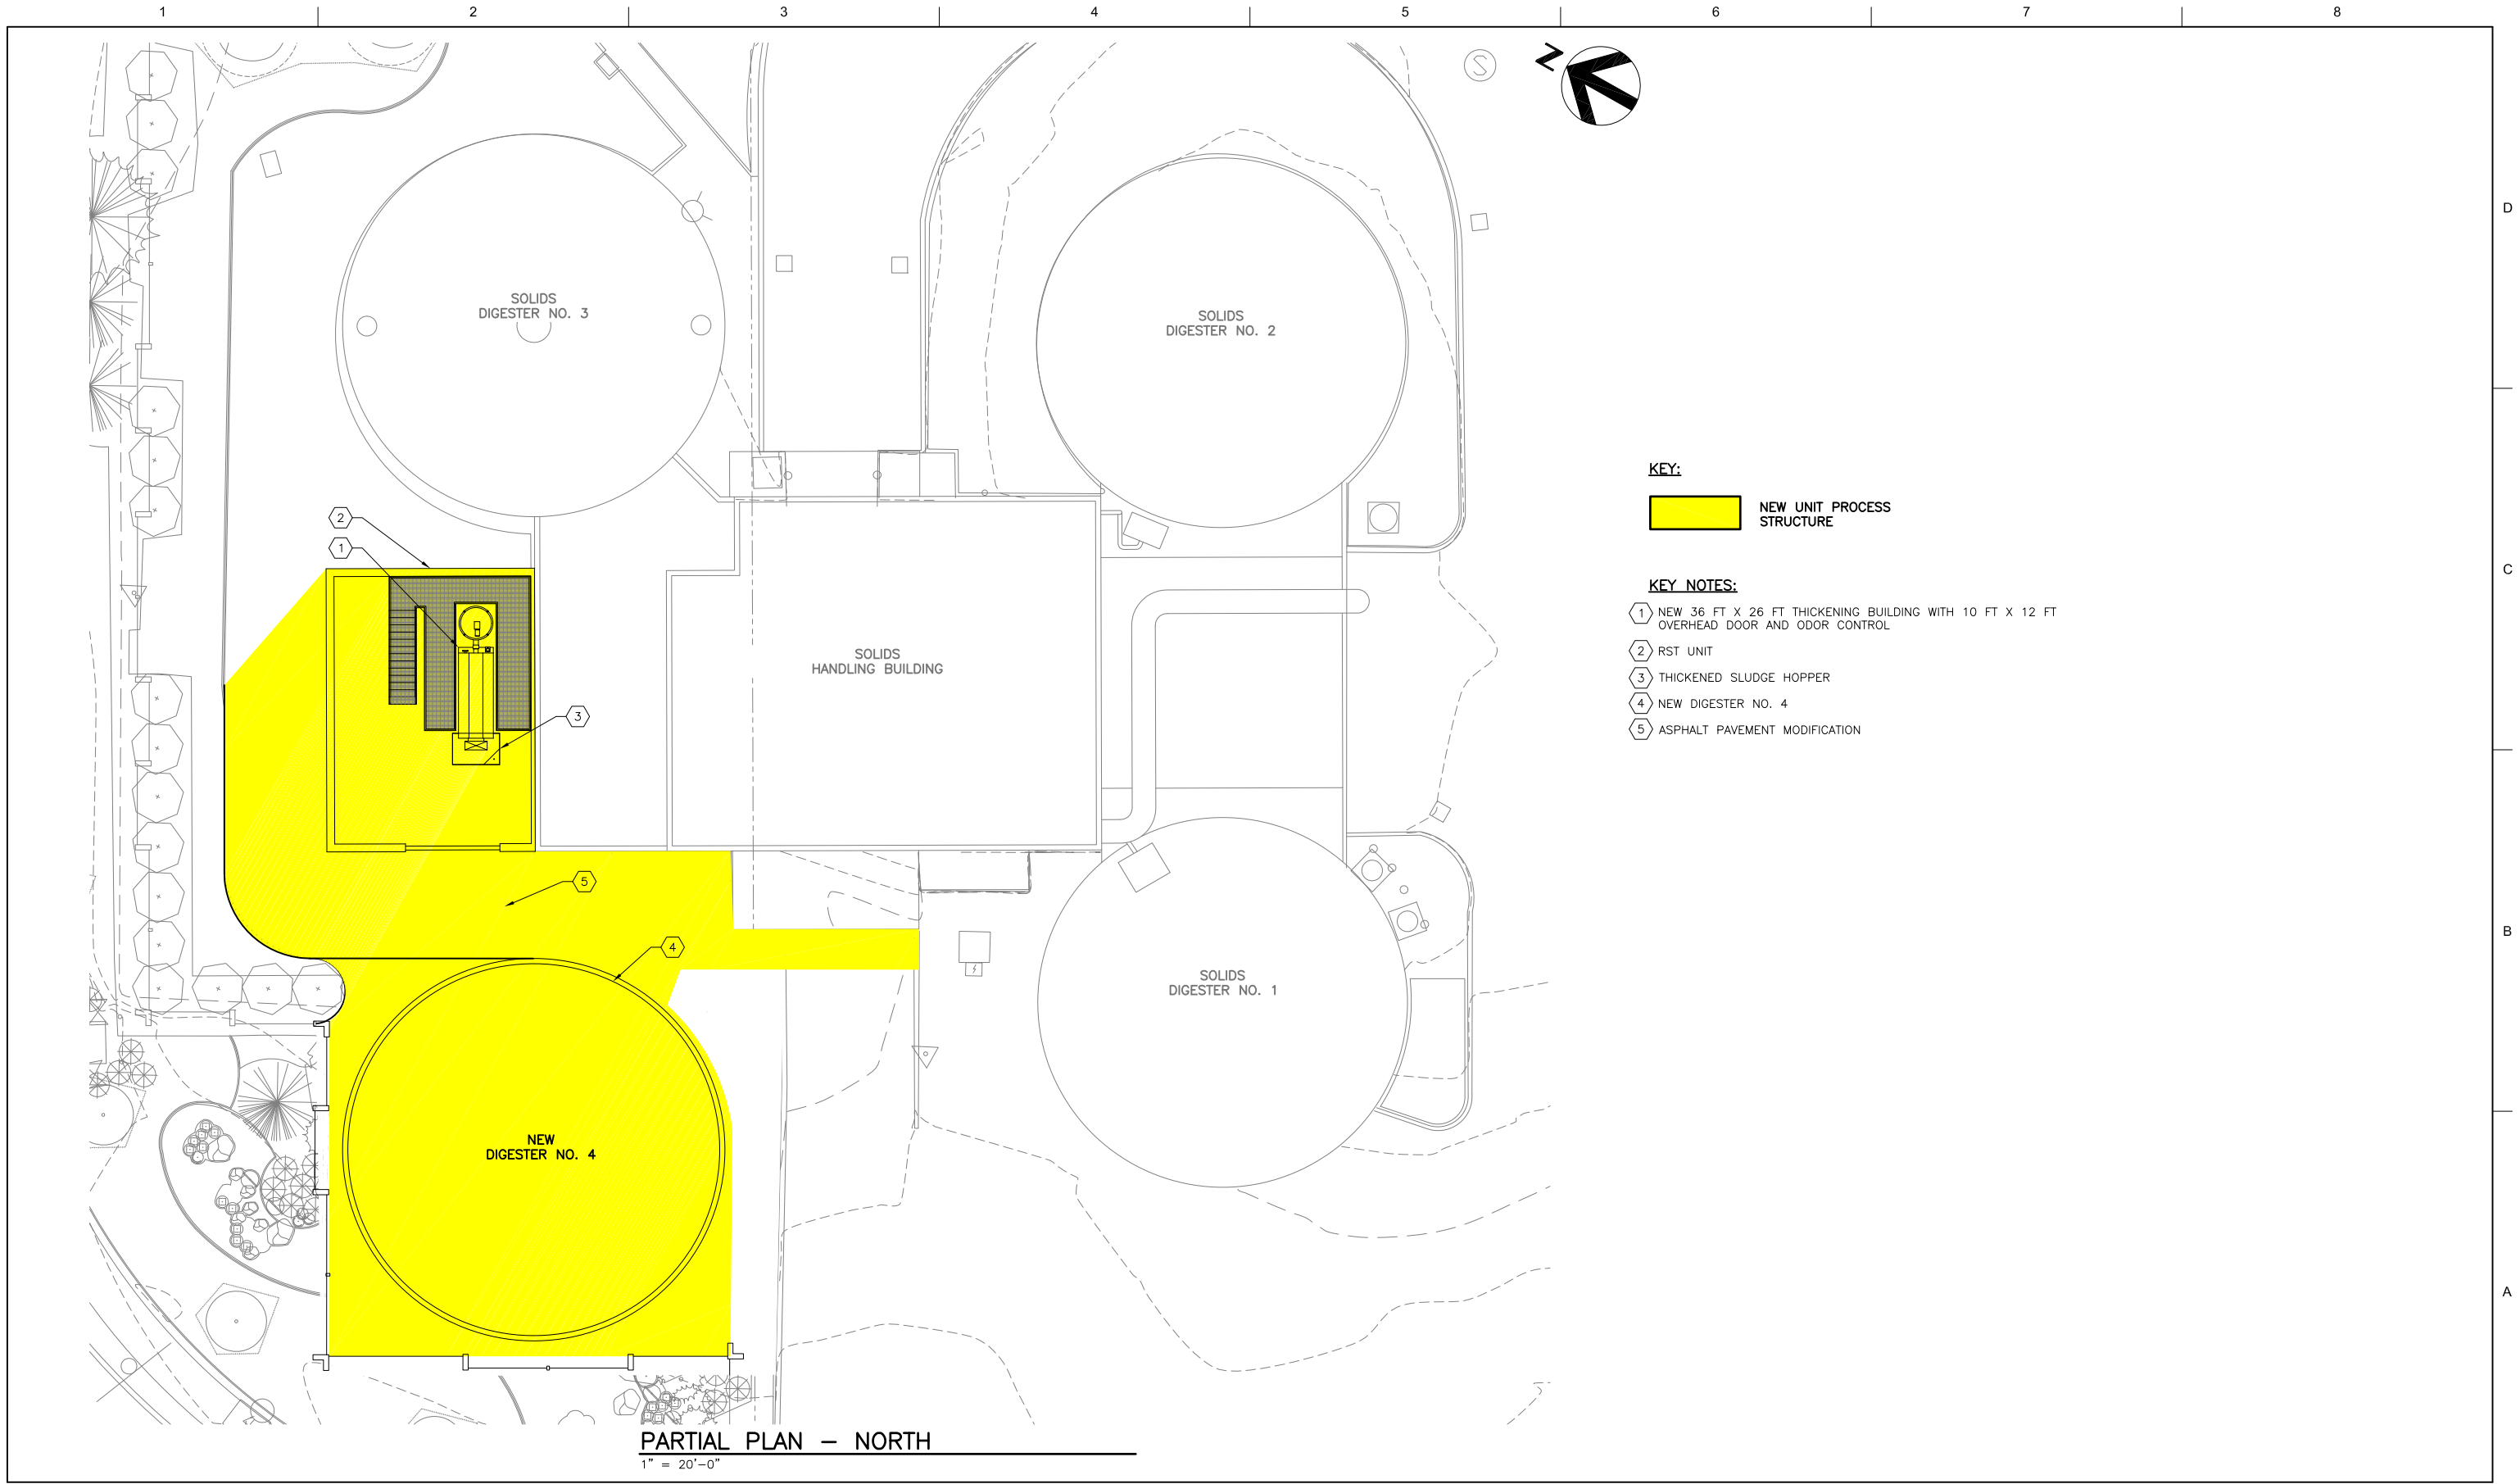 1 2 3 4 5 6 7 8
N
D
SOLIDS
DIGESTER NO. 3
SOLIDS
DIGESTER NO. 2
KEY:
NEW UNIT PROCESS
STRUCTURE
2
1
C
KEY NOTES:
1 NEW 36 FT X 26 FT THICKENING BUILDING WITH 10 FT X 12 FT
OVERHEAD DOOR AND ODOR CONTROL
2 RST UNIT
3 THICKENED SLUDGE HOPPER
4 NEW DIGESTER NO. 4
5 ASPHALT PAVEMENT MODIFICATION
SOLIDS
HANDLING BUILDING
3
5
B
4
SOLIDS
DIGESTER NO. 1
NEW
DIGESTER NO. 4
A
PARTIAL PLAN – NORTH
1" = 20'-0"